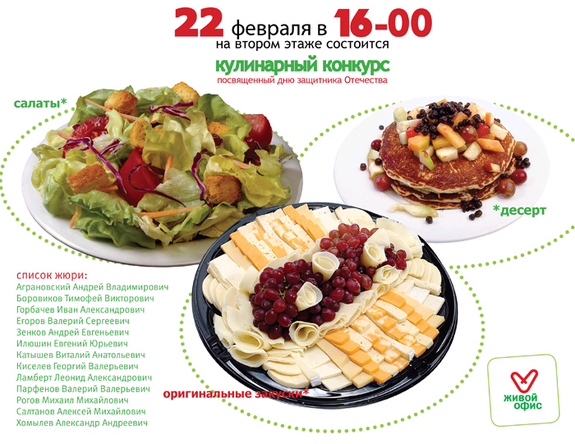 22 февраля в 16-00
на втором этаже состоится
кулинарный конкурс
посвященный дню защитника Отечества
салаты*
*десерт
список жюри:
Аграновский Андрей Владимирович
Боровиков Тимофей Викторович
Горбачев Иван Александрович
Егоров Валерий Сергеевич
Зенков Андрей Евгеньевич
Илюшин Евгений Юрьевич
Катышев Виталий Анатольевич
Киселев Георгий Валерьевич
Ламберт Леонид Александрович
Парфенов Валерий Валерьевич
Рогов Михаил Михайлович
Салтанов Алексей Михайлович
Хомылев Александр Андреевич
оригинальные закуски*
живой
офис